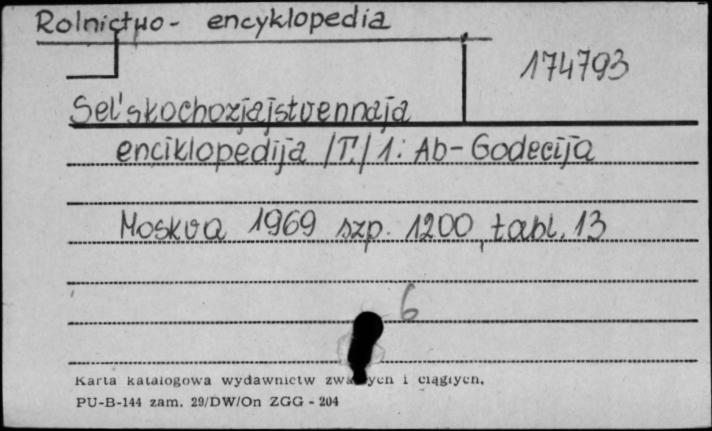 Rolnictwo - encyklopedia
174793
Sel'skochozjajstvennaja
enciklopedija /T./ 1: Ab-Godecija
Moskva 1969 szp. 1200, tabl. 13
6
Karta katalogowa wydawnictw zwartych i ciągłych.
PU-B-144 zam. 29/DW/On ZGG - 204